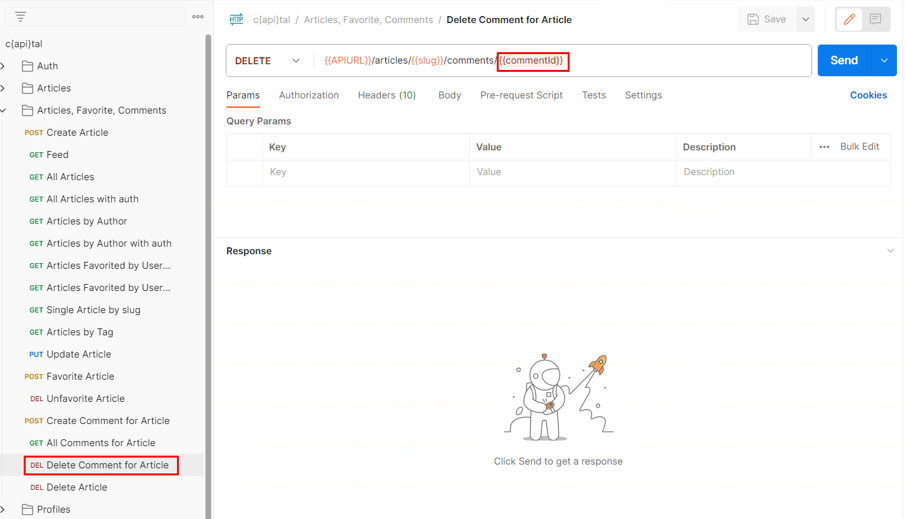 HTTP c{api}tal / Articles, Favorite, Comments / Delete Comment for Article Save
c{api}tal
Auth
Articles
Articles, Favorite, Comments
POST Create Article
GET Feed
GET All Articles
GET All Articles with auth
GET Articles by Author
GET Articles by Author with auth
GET Articles Favorited by User...
GET Articles Favorited by User...
GET Single Article by slug
GET Articles by Tag
PUT Update Article
POST Favorite Article
DEL Unfavorite Article
POST Create Comment for Article
GET All Comments for Article
DEL Delete Comment for Article
DEL Delete Article
Profiles
DELETE {{APIURL}}/articles/{{slug}}/comments/{{commentId}} Send
Params Authorization Headers (10) Body Pre-request Script Tests Settings Cookies
Query Params
Key Value Description Bulk Edit
Key Value Description
Response
Click Send to get a response